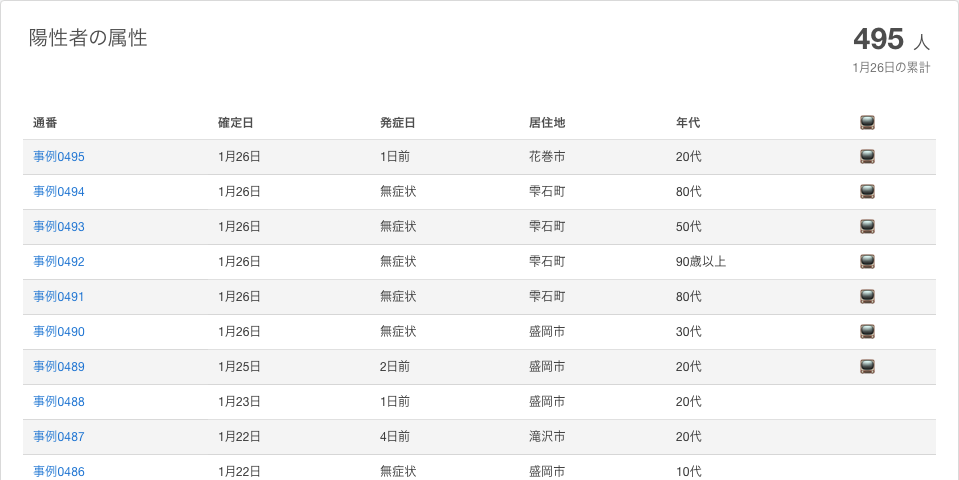 陽性者の属性
495 人
1月26日の累計
通番 確定日 発症日 居住地 年代
事例0495 1月26日 1日前 花巻市 20代
事例0494 1月26日 無症状 雫石町 80代
事例0493 1月26日 無症状 雫石町 50代
事例0492 1月26日 無症状 雫石町 90歳以上
事例0491 1月26日 無症状 雫石町 80代
事例0490 1月26日 無症状 盛岡市 30代
事例0489 1月25日 2日前 盛岡市 20代
事例0488 1月23日 1日前 盛岡市 20代
事例0487 1月22日 4日前 滝沢市 20代
事例0486 1月22日 無症状 盛岡市 10代